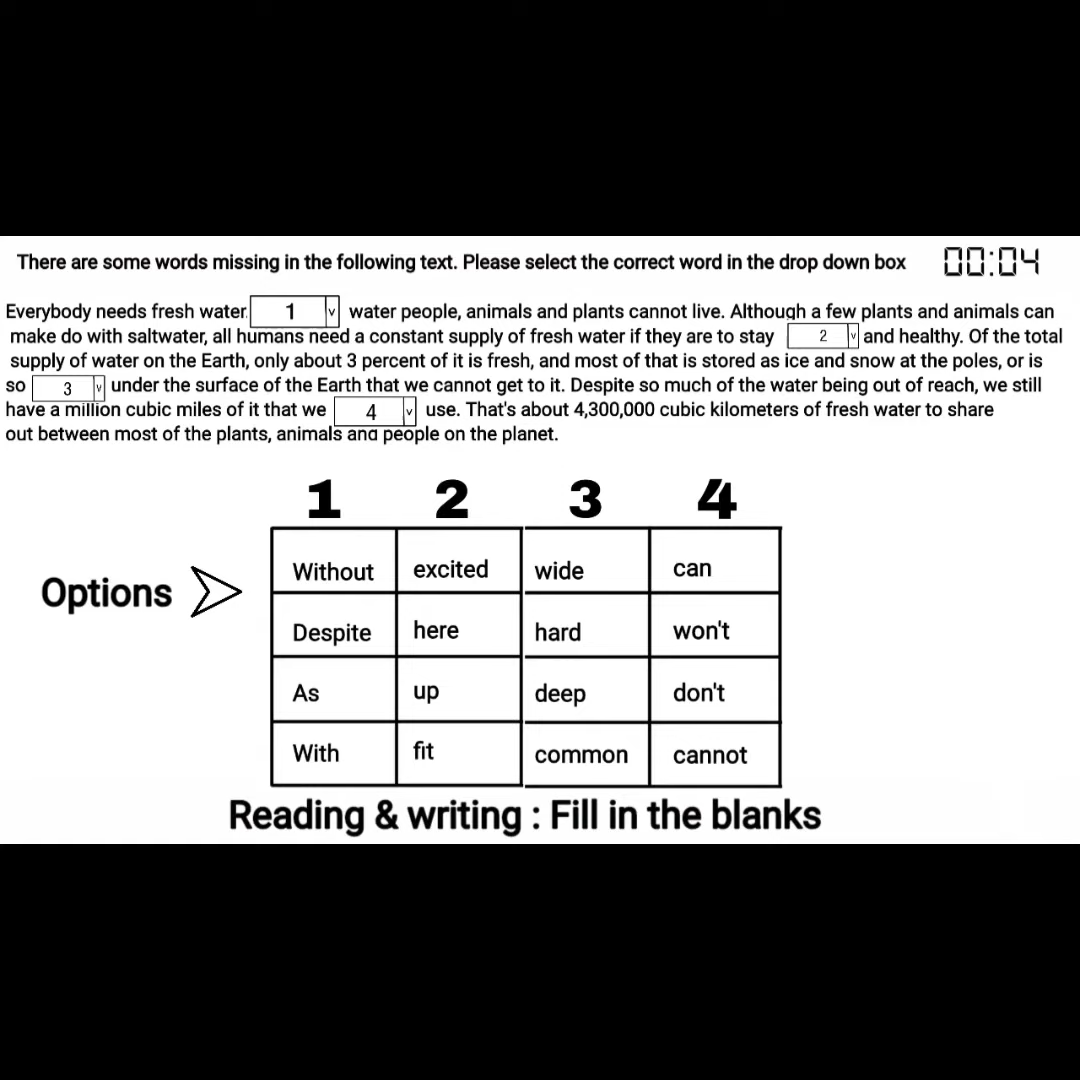 There are some words missing in the following text. Please select the correct word in the drop down box
00:04
Everybody needs fresh water. 1 v water people, animals and plants cannot live. Although a few plants and animals can
make do with saltwater, all humans need a constant supply of fresh water if they are to stay 2 v and healthy. Of the total
supply of water on the Earth, only about 3 percent of it is fresh, and most of that is stored as ice and snow at the poles, or is
so 3 v under the surface of the Earth that we cannot get to it. Despite so much of the water being out of reach, we still
have a million cubic miles of it that we 4 v use. That's about 4,300,000 cubic kilometers of fresh water to share
out between most of the plants, animals and people on the planet.
1 2 3 4
Options
Without excited wide can
Despite here hard won't
As up deep don't
With fit common cannot
Reading & writing : Fill in the blanks